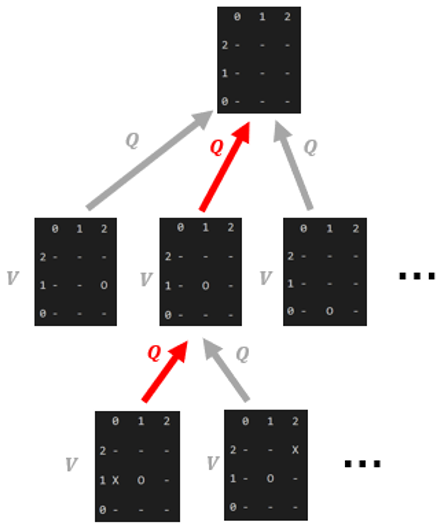 0 1 2
2 - - -
1 - - -
0 - - -
Q Q Q
V
0 1 2
2 - - -
1 - - O
0 - - -
V
0 1 2
2 - - -
1 - O -
0 - - -
V
0 1 2
2 - - -
1 - - -
0 - O -
...
Q Q
V
0 1 2
2 - - -
1 X O -
0 - - -
V
0 1 2
2 - - X
1 - O -
0 - - -
...